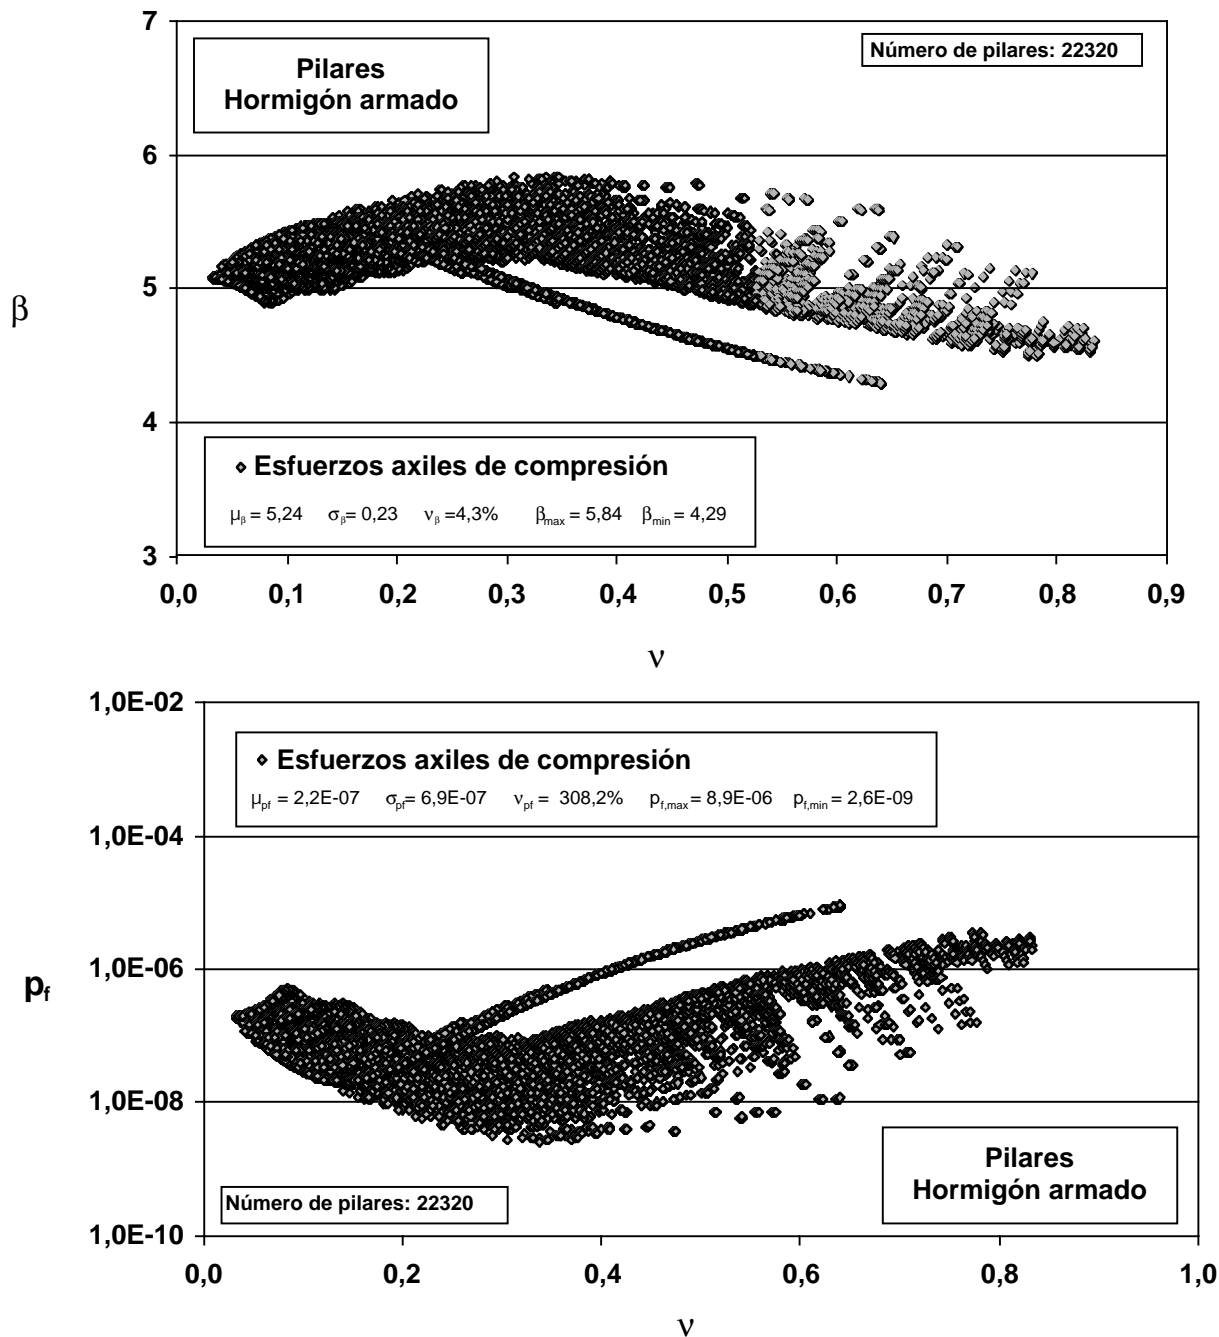 7
Pilares
Hormigón armado
Número de pilares: 22320
6
5
β
4
Esfuerzos axiles de compresión
μβ = 5,24 σβ= 0,23 νβ =4,3% βmax = 5,84 βmin = 4,29
3
0,0 0,1 0,2 0,3 0,4 0,5 0,6 0,7 0,8 0,9
ν
1,0E-02
Esfuerzos axiles de compresión
μpf = 2,2E-07 σpf= 6,9E-07 νpf = 308,2% pf,max = 8,9E-06 pf,min = 2,6E-09
1,0E-04
1,0E-06
pf
1,0E-08
Pilares
Hormigón armado
Número de pilares: 22320
1,0E-10
0,0 0,2 0,4 0,6 0,8 1,0
ν